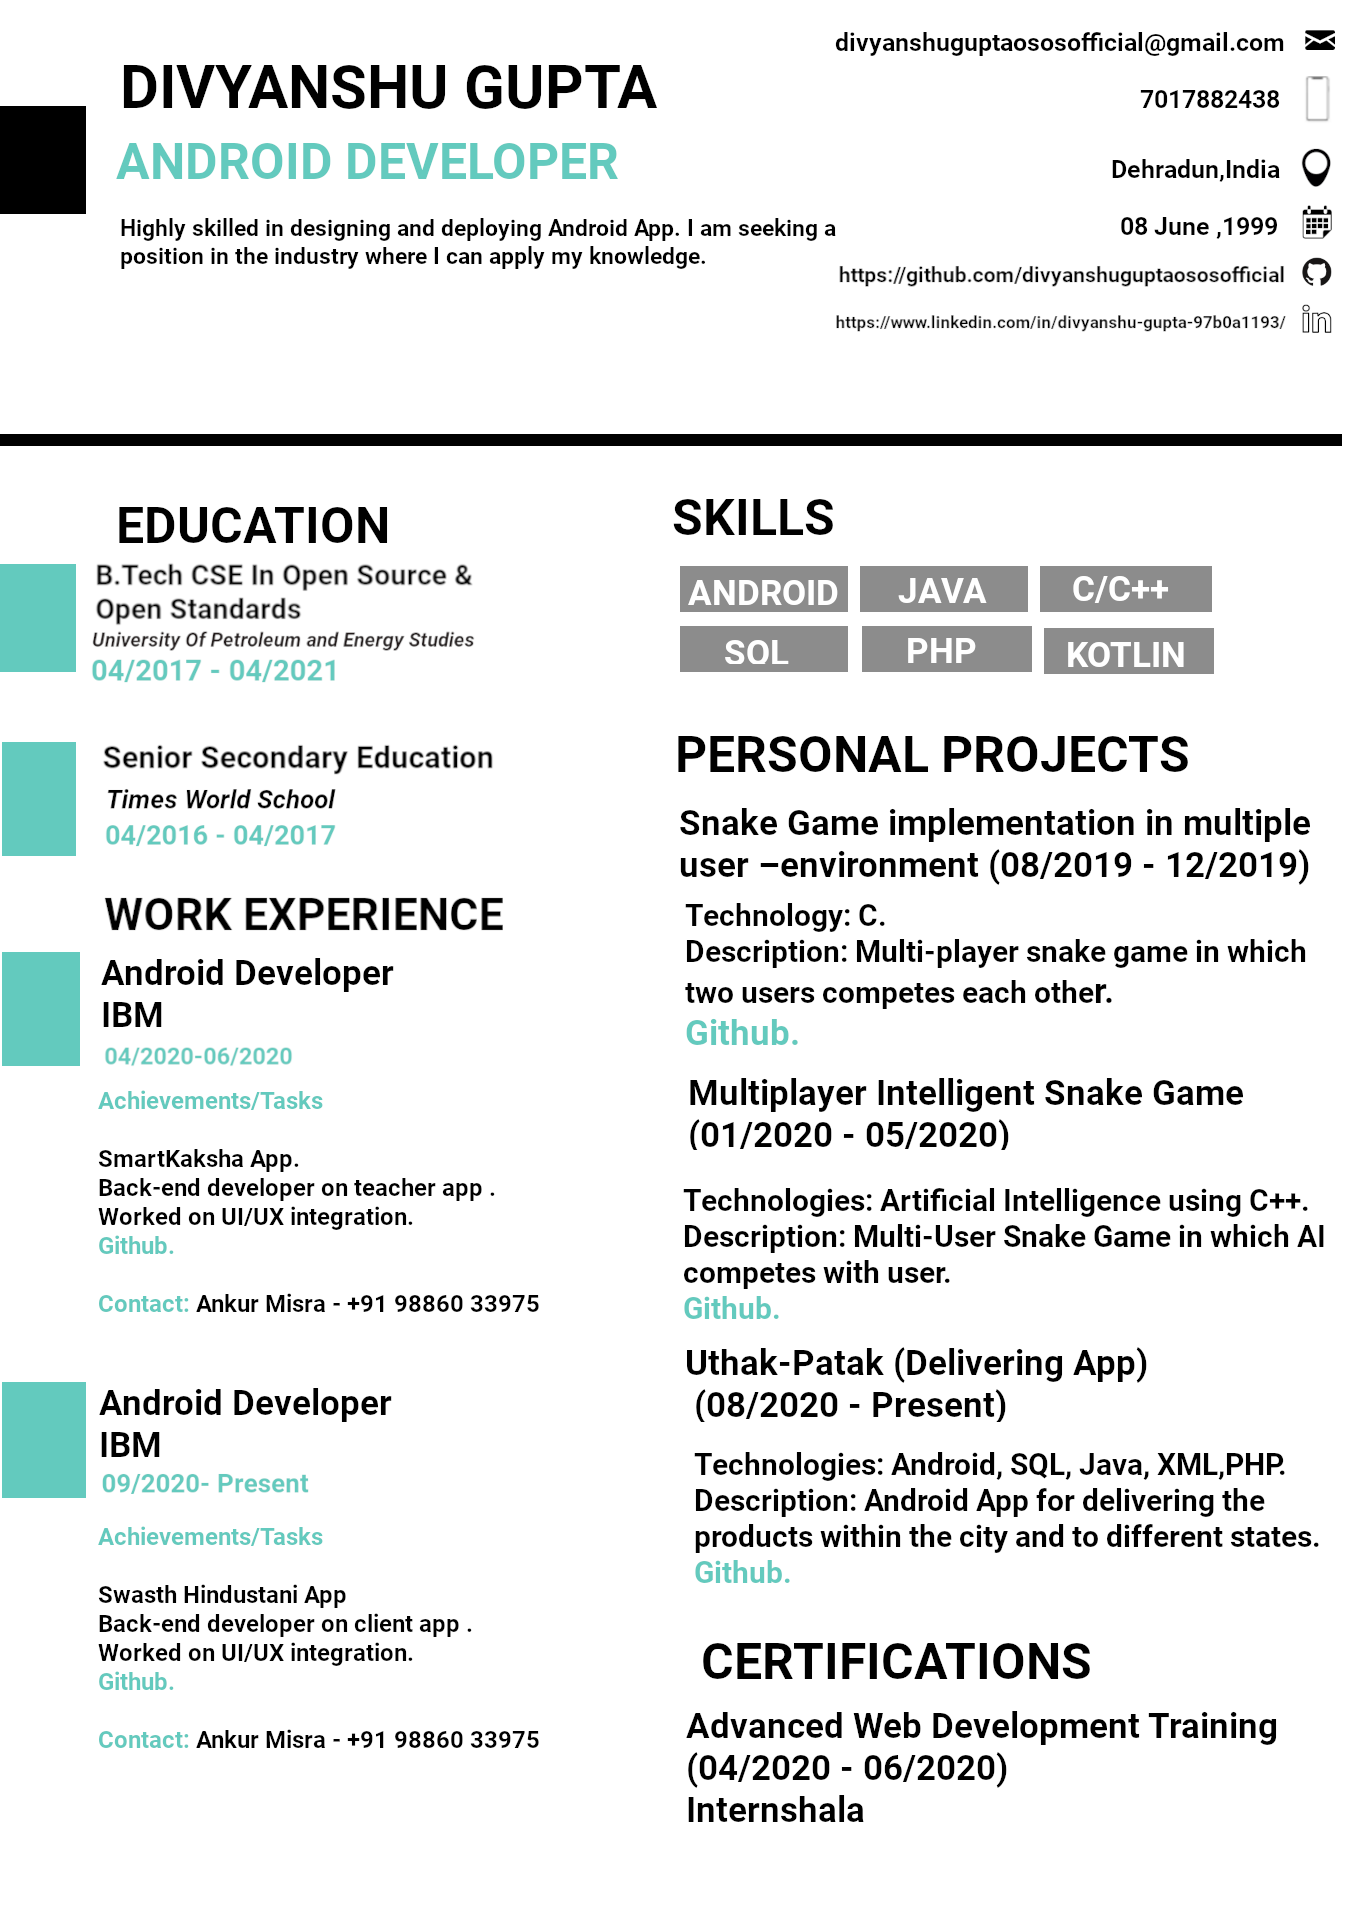 DIVYANSHU GUPTA
ANDROID DEVELOPER
Highly skilled in designing and deploying Android App. I am seeking a
position in the industry where I can apply my knowledge.
divyanshuguptaososofficial@gmail.com
7017882438
Dehradun,India
08 June ,1999
https://github.com/divyanshuguptaososofficial
https://www.linkedin.com/in/divyanshu-gupta-97b0a1193/
in
EDUCATION
B.Tech CSE In Open Source &
Open Standards
University Of Petroleum and Energy Studies
04/2017 - 04/2021
Senior Secondary Education
Times World School
04/2016 - 04/2017
WORK EXPERIENCE
Android Developer
IBM
04/2020-06/2020
Achievements/Tasks
SmartKaksha App.
Back-end developer on teacher app .
Worked on UI/UX integration.
Github.
Contact: Ankur Misra - +91 98860 33975
Android Developer
IBM
09/2020- Present
Achievements/Tasks
Swasth Hindustani App
Back-end developer on client app .
Worked on UI/UX integration.
Github.
Contact: Ankur Misra - +91 98860 33975
SKILLS
ANDROID JAVA C/C++
SQL PHP KOTLIN
PERSONAL PROJECTS
Snake Game implementation in multiple
user –environment (08/2019 - 12/2019)
Technology: C.
Description: Multi-player snake game in which
two users competes each other.
Github.
Multiplayer Intelligent Snake Game
(01/2020 - 05/2020)
Technologies: Artificial Intelligence using C++.
Description: Multi-User Snake Game in which AI
competes with user.
Github.
Uthak-Patak (Delivering App)
(08/2020 - Present)
Technologies: Android, SQL, Java, XML,PHP.
Description: Android App for delivering the
products within the city and to different states.
Github.
CERTIFICATIONS
Advanced Web Development Training
(04/2020 - 06/2020)
Internshala